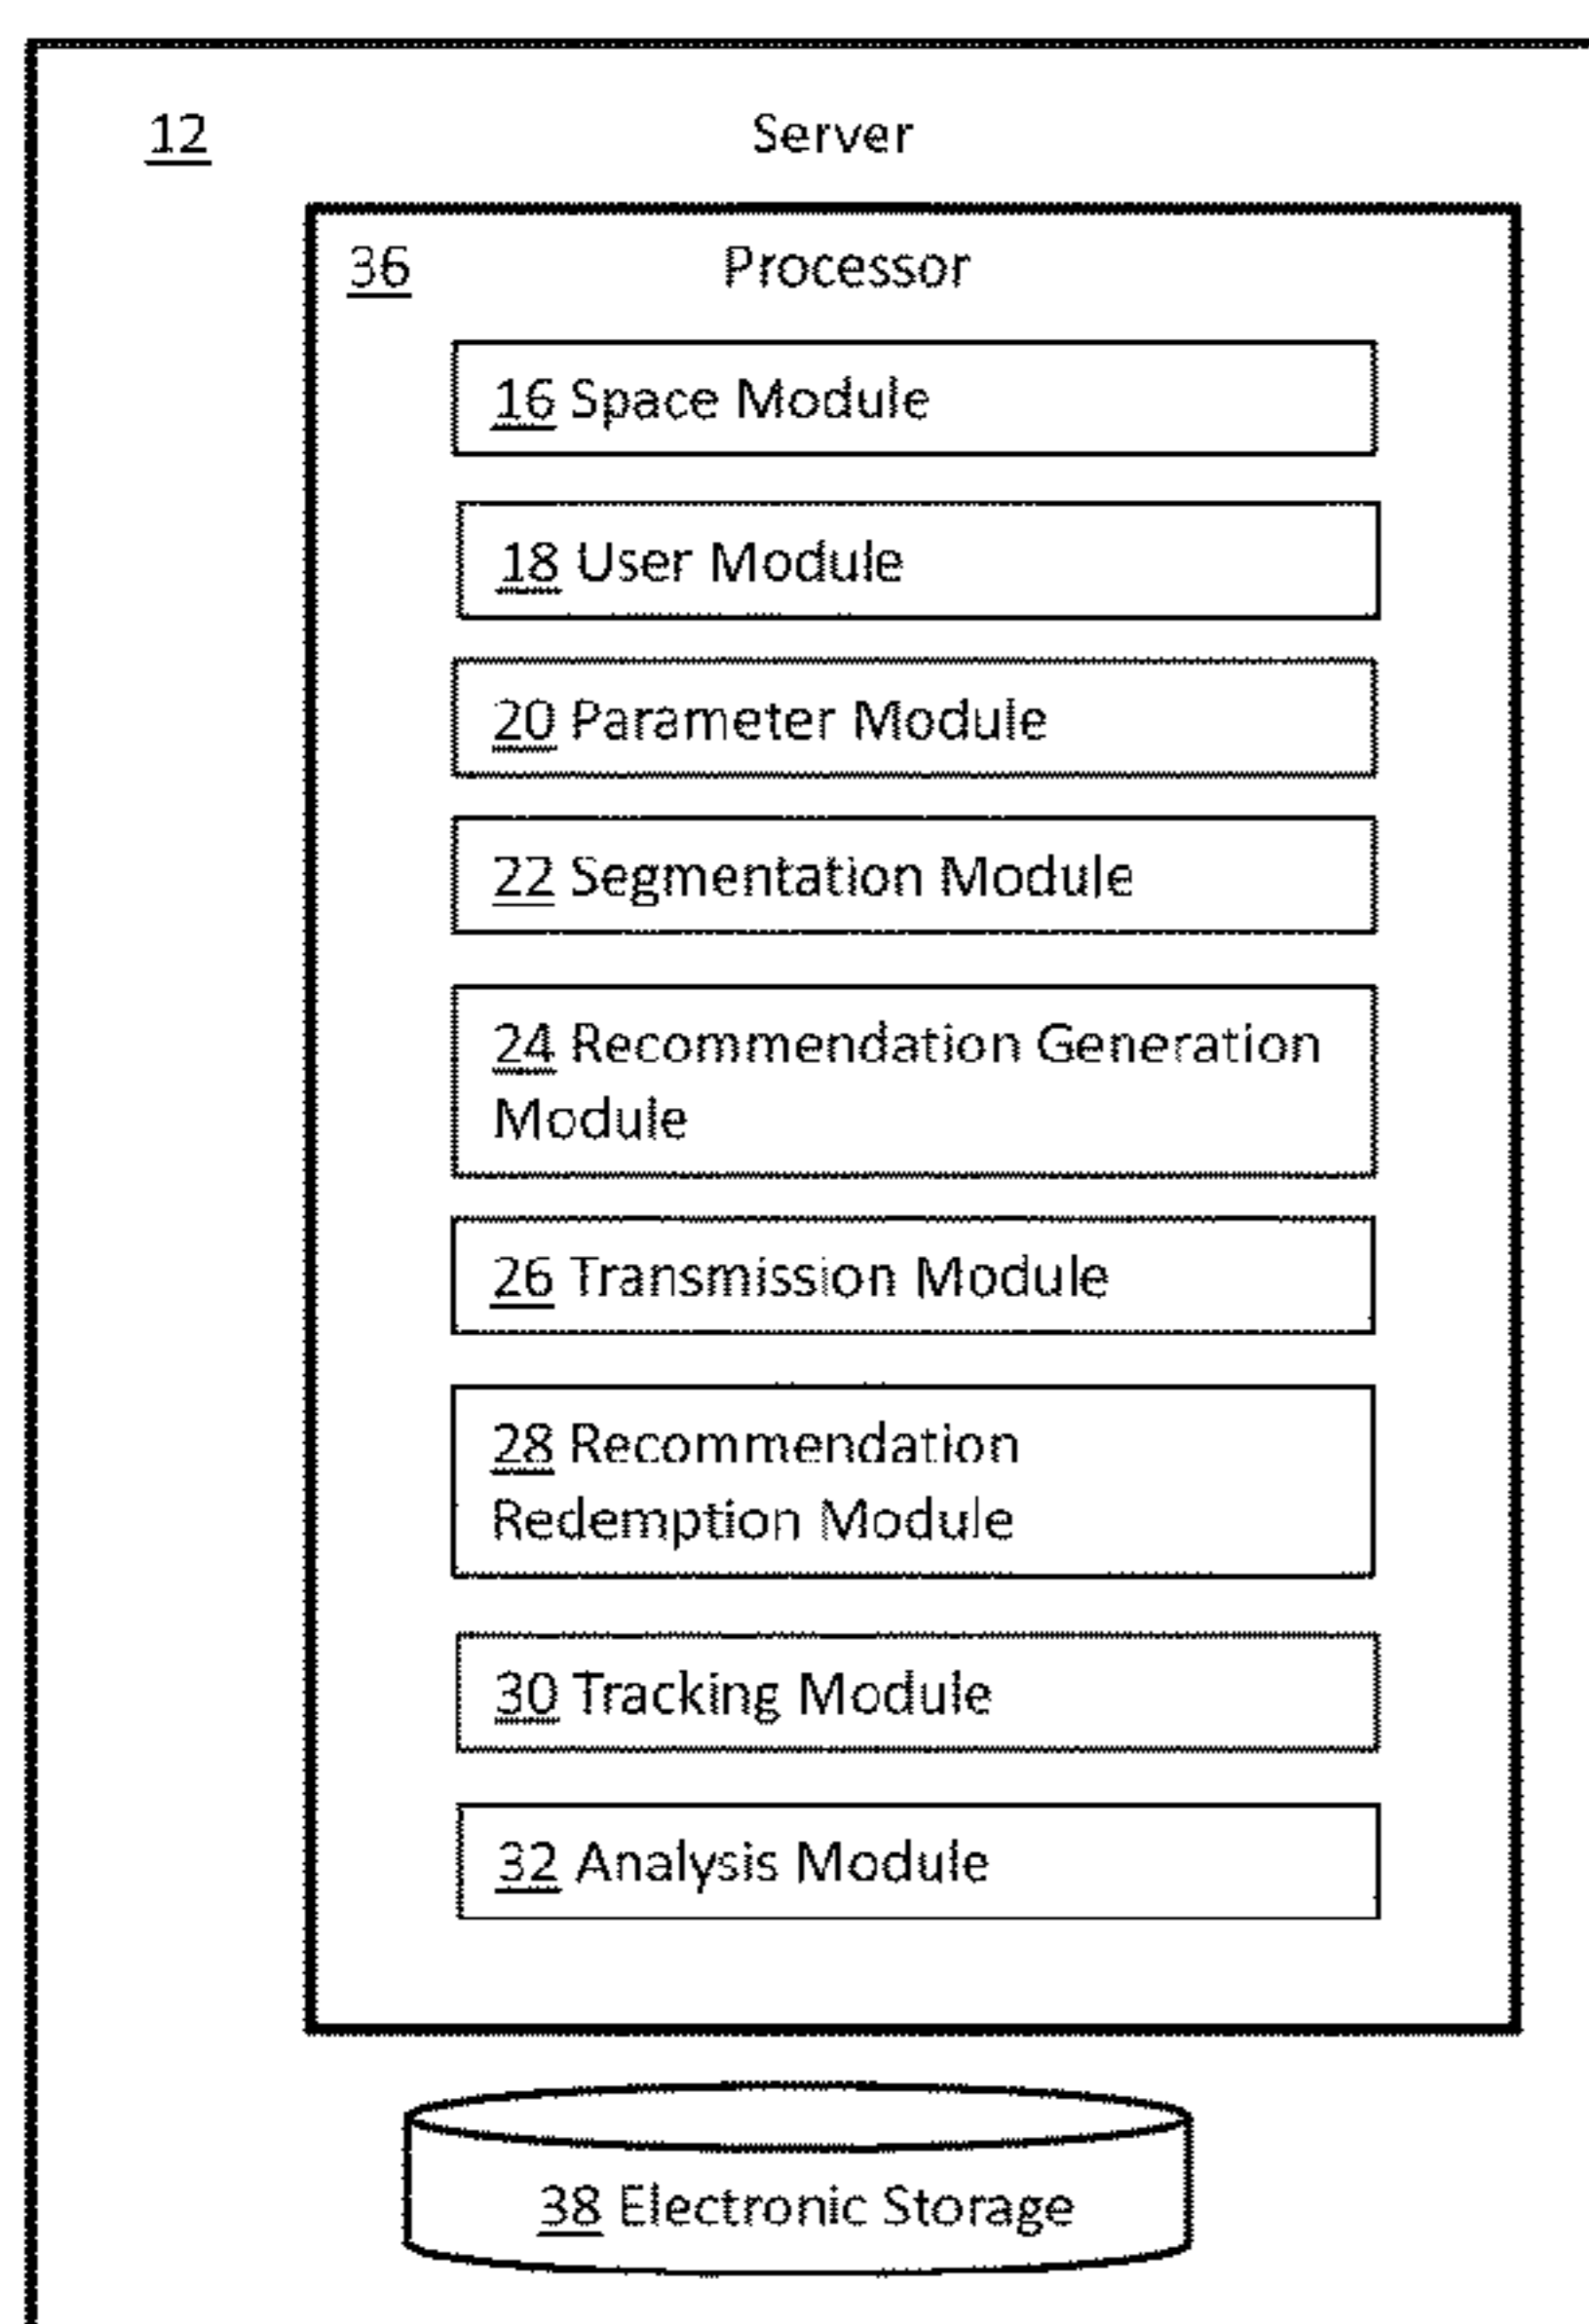 12 Server
36 Processor
16 Space Module
18 User Module
20 Parameter Module
22 Segmentation Module
24 Recommendation Generation
Module
26 Transmission Module
28 Recommendation
Redemption Module
30 Tracking Module
32 Analysis Module
38 Electronic Storage